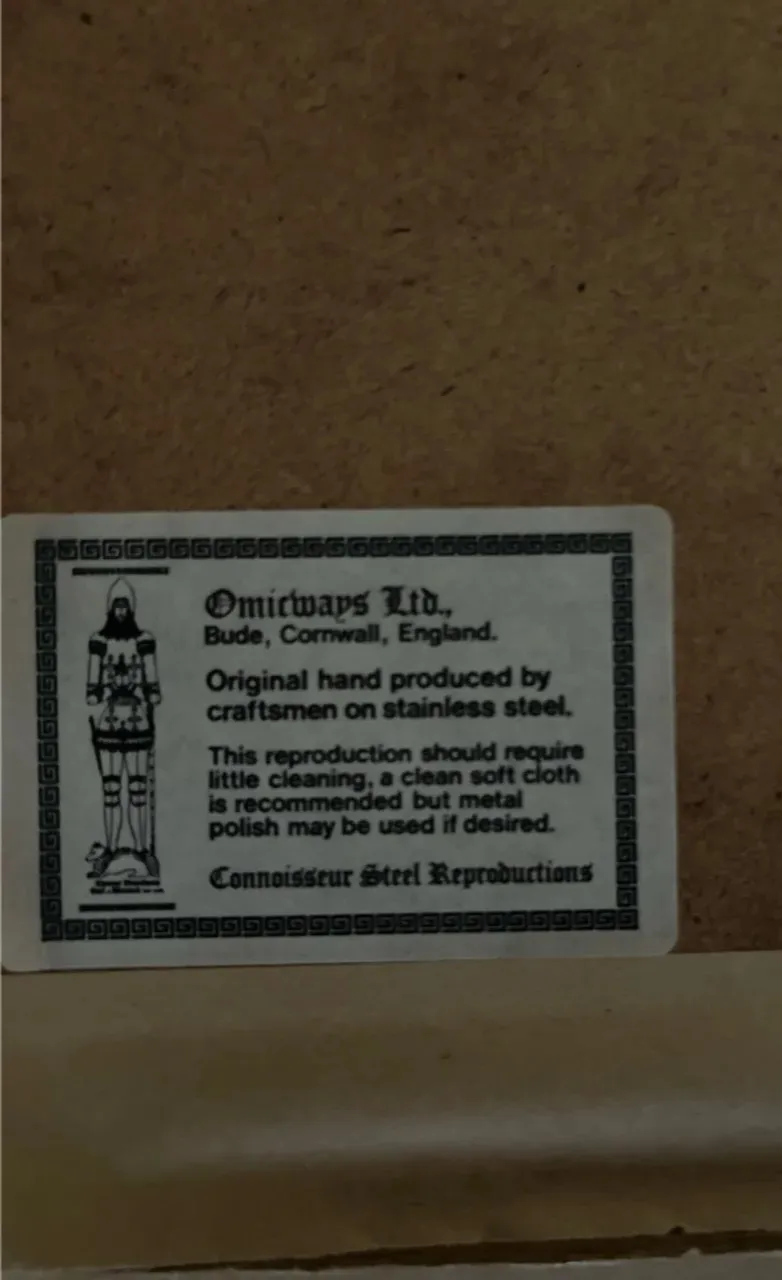 Omicways Ltd.,
Bude, Cornwall, England.
Original hand produced by
craftsmen on stainless steel.
This reproduction should require
little cleaning, a clean soft cloth
is recommended but metal
polish may be used if desired.
Connoisseur Steel Reproductions